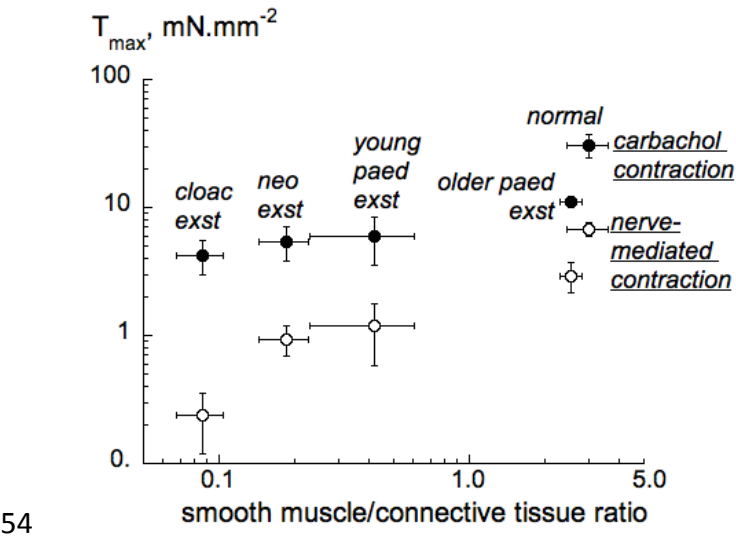 Tmax, mN.mm-2
100
normal
young
paed
exst
carbachol
contraction
neo
exst
cloac
exst
older paed
exst
10
nerve-
mediated
contraction
1
0.
0.1
1.0
5.0
smooth muscle/connective tissue ratio
54